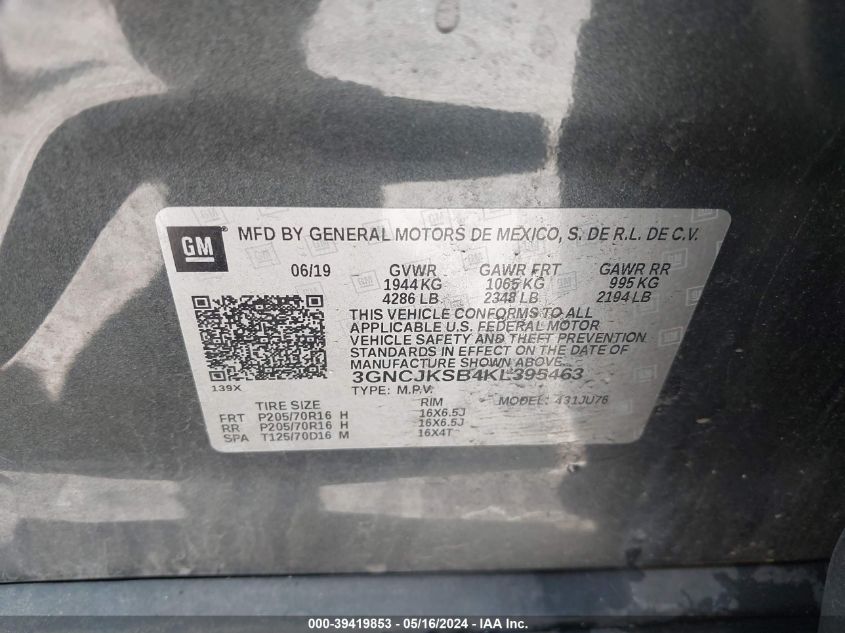 GM ® MFD BY GENERAL MOTORS DE MEXICO, S. DE R.L. DE C.V.
06/19 GVWR GAWR FRT GAWR RR
1944 KG 1065 KG 995 KG
4286 LB 2348 LB 2194 LB
THIS VEHICLE CONFORMS TO ALL
APPLICABLE U.S. FEDERAL MOTOR
VEHICLE SAFETY AND THEFT PREVENTION
STANDARDS IN EFFECT ON THE DATE OF
MANUFACTURE SHOWN ABOVE.
3GNCJKSB4KL395463
139X TYPE: M.P.V. MODEL: 431JU76
TIRE SIZE RIM
FRT P205/70R16 H 16X6.5J
RR P205/70R16 H 16X6.5J
SPA T125/70D16 M 16X4T
000-39419853 - 05/16/2024 - IAA Inc.